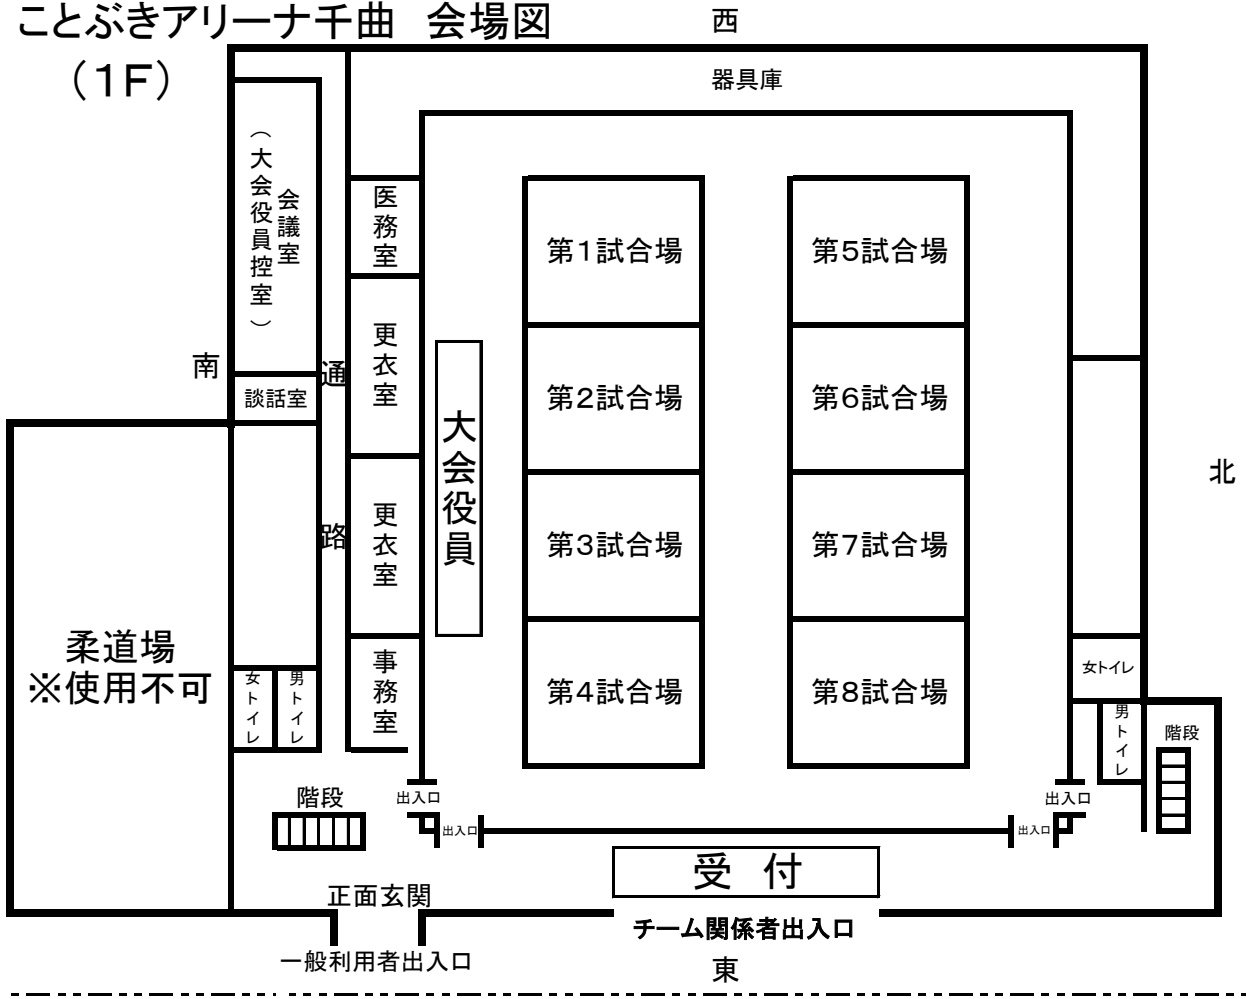 ことぶきアリーナ千曲　会場図
（１Ｆ）
西
器具庫
会議室
（大会役員控室）
医務室
第１試合場
第５試合場
更衣室
南
通路
談話室
大会役員
第２試合場
第６試合場
北
更衣室
第３試合場
第７試合場
柔道場
※使用不可
女トイレ
男トイレ
事務室
第４試合場
第８試合場
女トイレ
男トイレ
階段
階段
出入口
出入口
出入口
出入口
受　付
正面玄関
チーム関係者出入口
一般利用者出入口
東